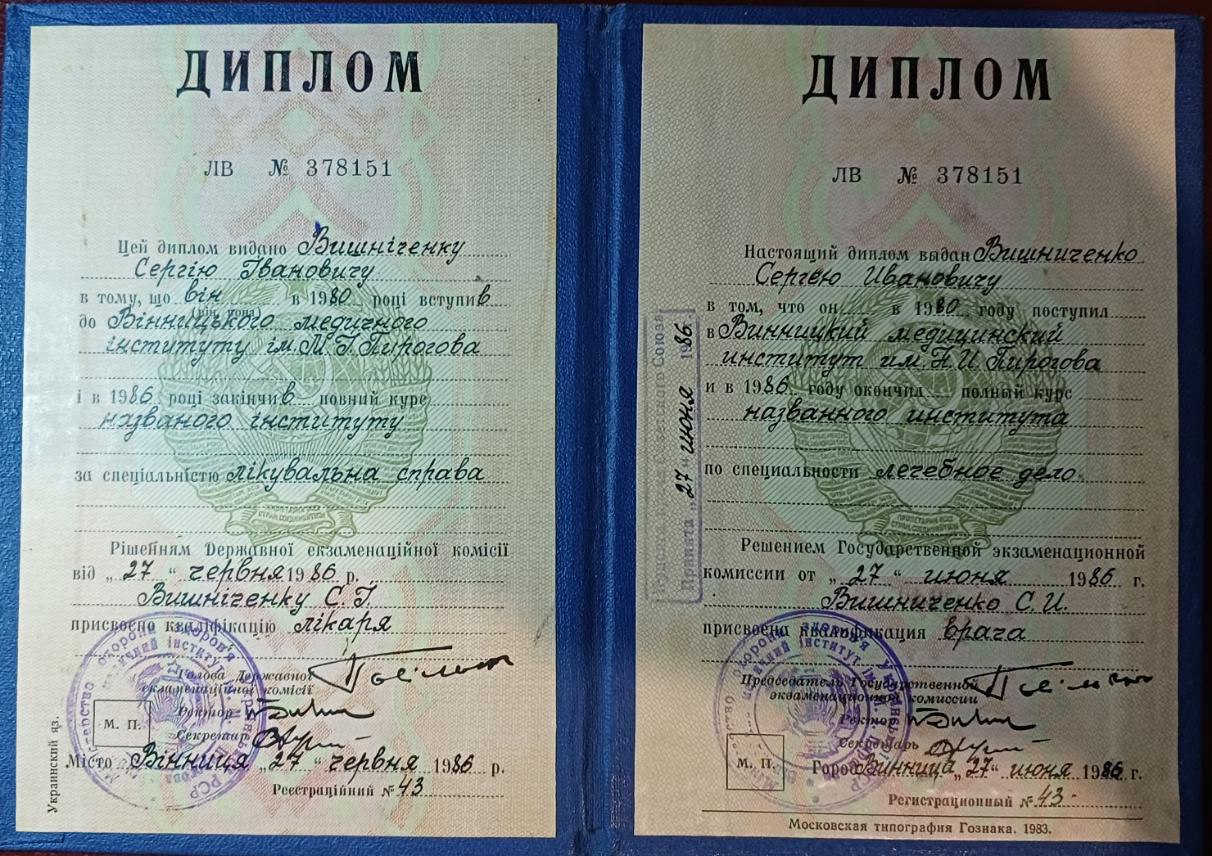 ДИПЛОМ
ЛВ № 378151
Цей диплом видано Вишніченку
Сергію Івановичу
в тому, що він в 1980 році вступив
(він, вона)
до Вінницького медичного
інституту ім. М. І. Пирогова
і в 1986 році закінчив повний курс
названого інституту
за спеціальністю лікувальна справа
Рішенням Державної екзаменаційної комісії
від „27“ червня 1986 р.
Вишніченку С. І.
присвоєно кваліфікацію лікаря
Голова Державної
екзаменаційної комісії
Ректор
Секретар
М. П.
Місто Вінниця „27“ червня 1986 р.
Реєстраційний № 43
Украинский яз.
ДИПЛОМ
ЛВ № 378151
Настоящий диплом выдан Вишниченко
Сергею Ивановичу
в том, что он в 1980 году поступил
в Винницкий медицинский
институт им. Н. И. Пирогова
и в 1986 году окончил полный курс
названного института
по специальности лечебное дело
Решением Государственной экзаменационной
комиссии от „27“ июня 1986 г.
Вишниченко С. И.
присвоена квалификация врача
Председатель Государственной
экзаменационной комиссии
Ректор
Секретарь
М. П.
Город Винница „27“ июня 1986 г.
Регистрационный № 43
Московская типография Гознака. 1983.
Советского Союза
Принята „27 июня 1986